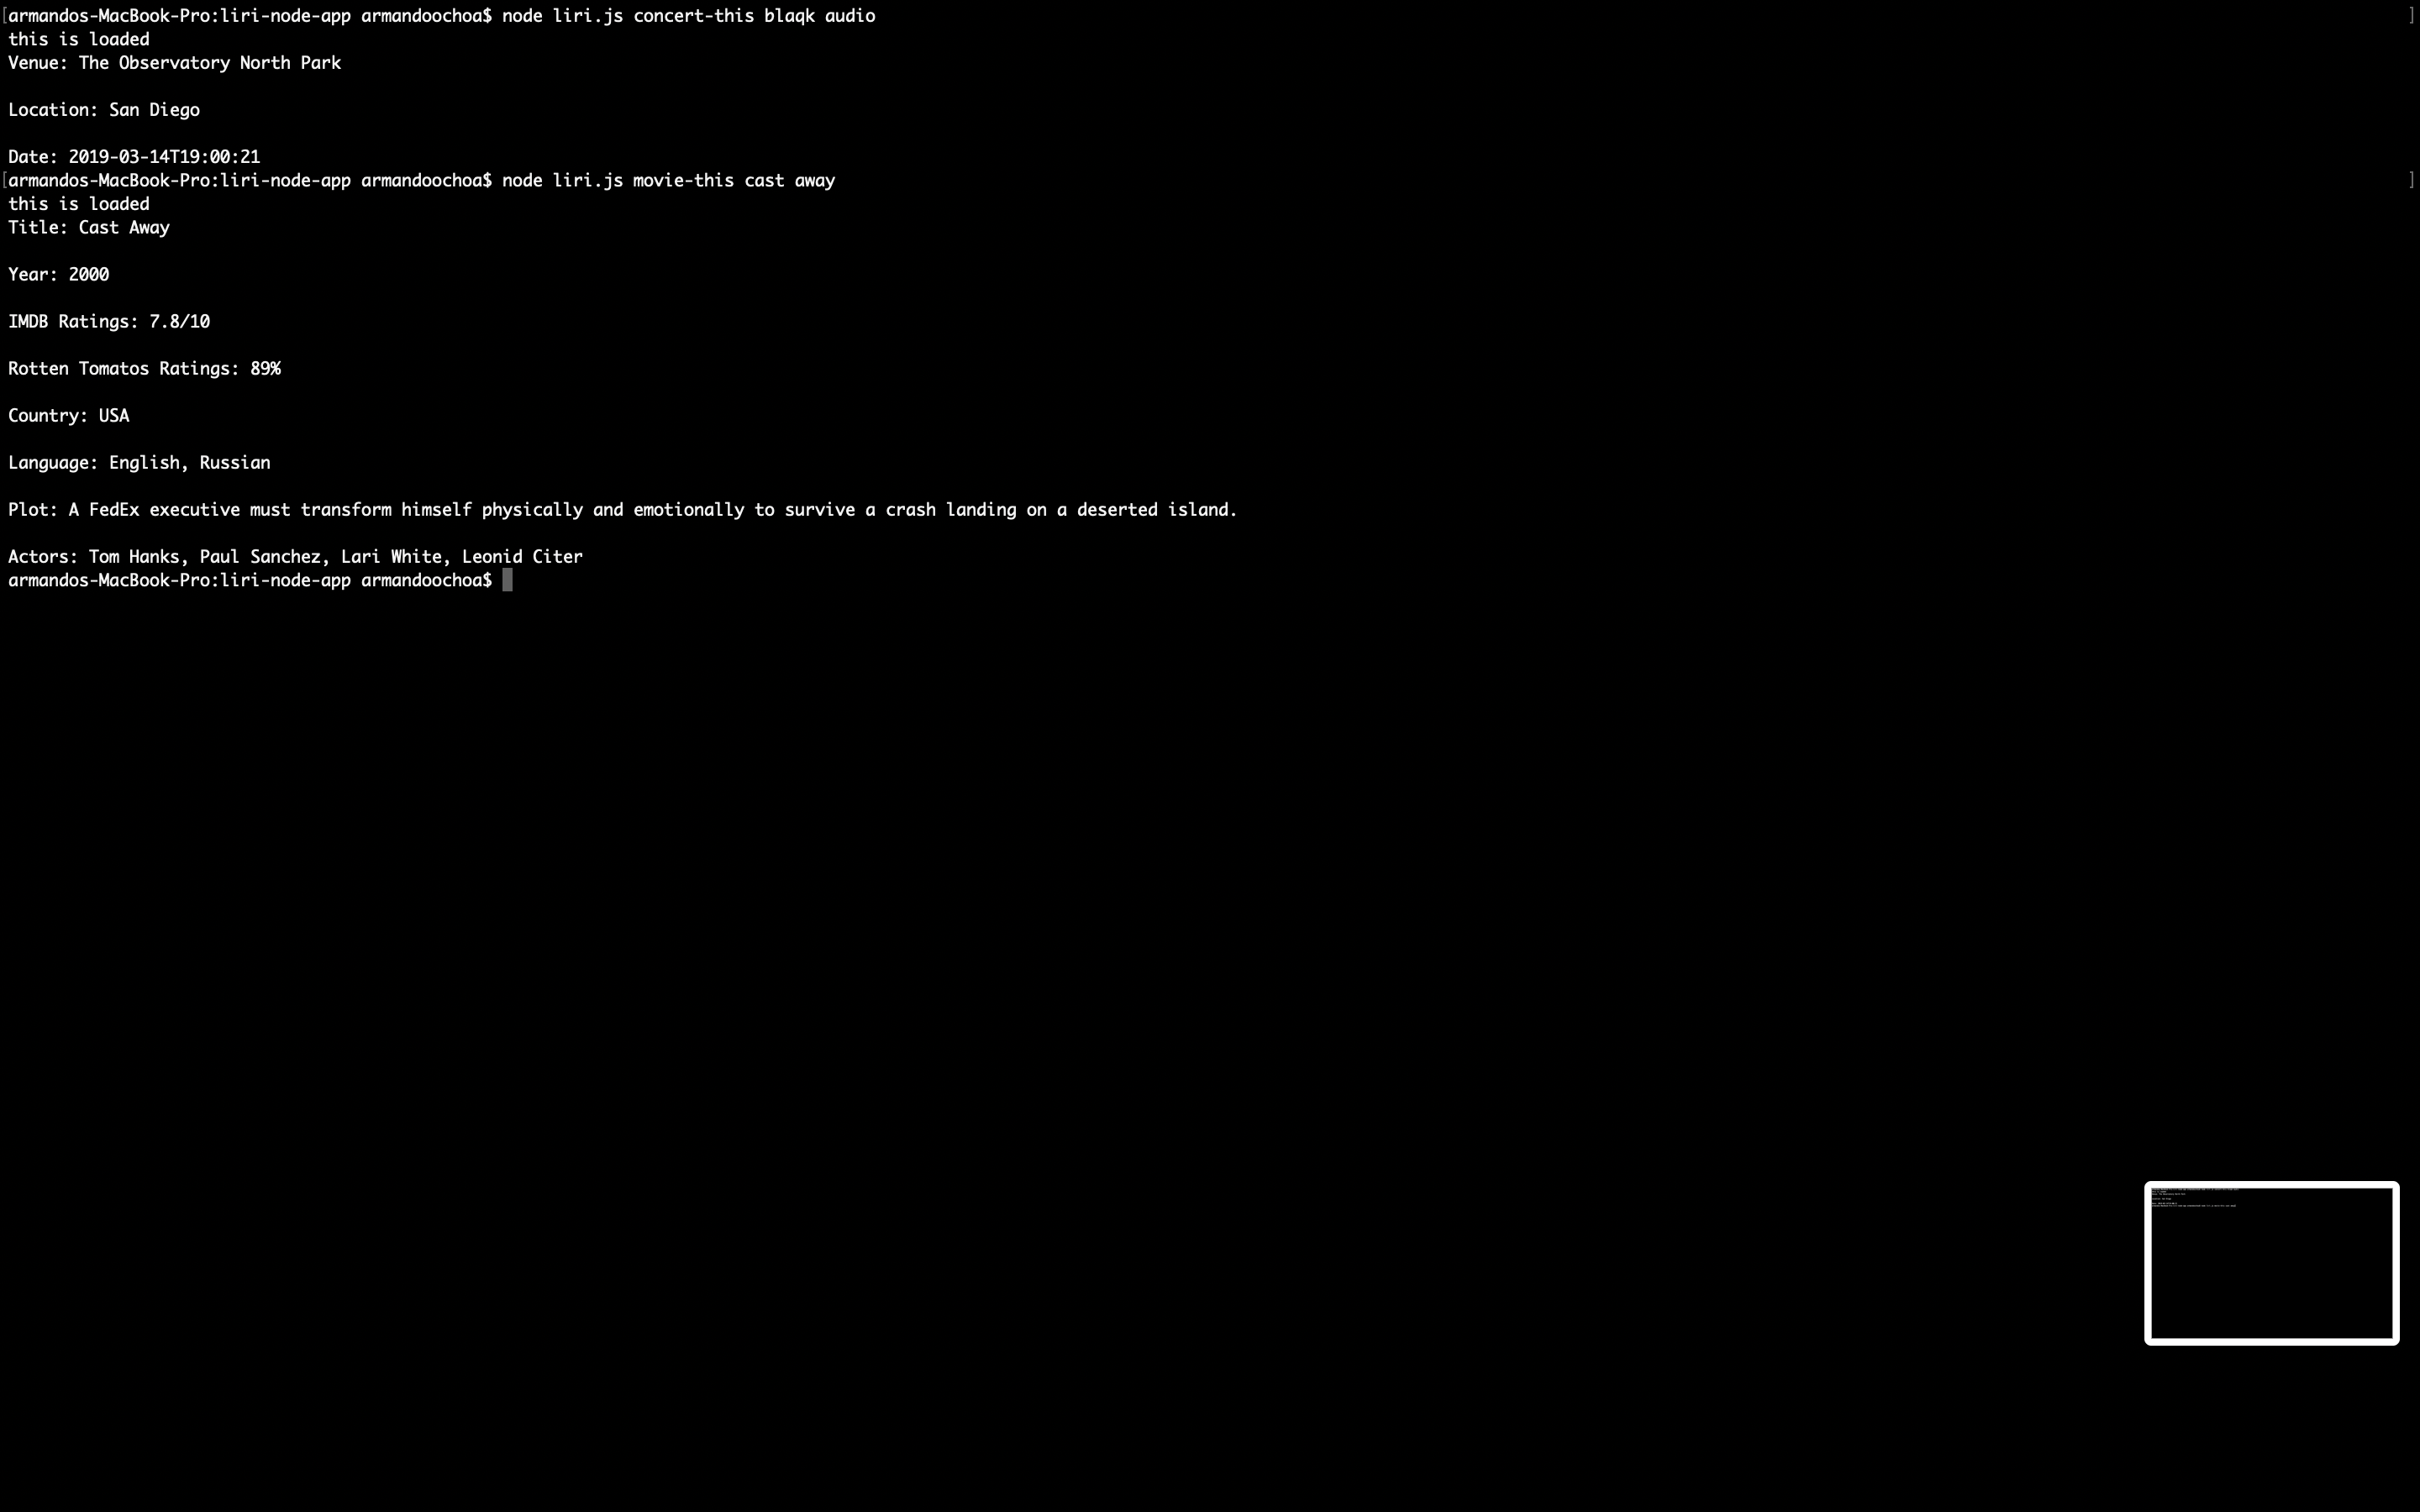 [armandos-MacBook-Pro:liri-node-app armandoochoa$ node liri.js concert-this blaqk audio ]
this is loaded
Venue: The Observatory North Park
Location: San Diego
Date: 2019-03-14T19:00:21
[armandos-MacBook-Pro:liri-node-app armandoochoa$ node liri.js movie-this cast away ]
this is loaded
Title: Cast Away
Year: 2000
IMDB Ratings: 7.8/10
Rotten Tomatos Ratings: 89%
Country: USA
Language: English, Russian
Plot: A FedEx executive must transform himself physically and emotionally to survive a crash landing on a deserted island.
Actors: Tom Hanks, Paul Sanchez, Lari White, Leonid Citer
armandos-MacBook-Pro:liri-node-app armandoochoa$